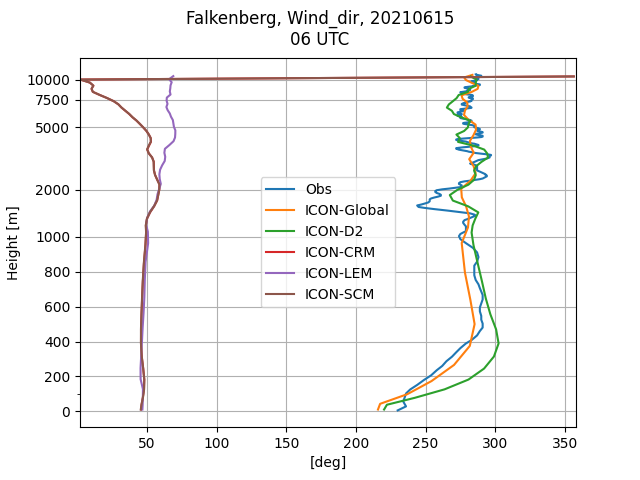 Falkenberg, Wind_dir, 20210615
06 UTC
10000
7500
5000
2000
1000
800
600
400
200
0
Height [m]
Obs
ICON-Global
ICON-D2
ICON-CRM
ICON-LEM
ICON-SCM
50
100
150
200
250
300
350
[deg]